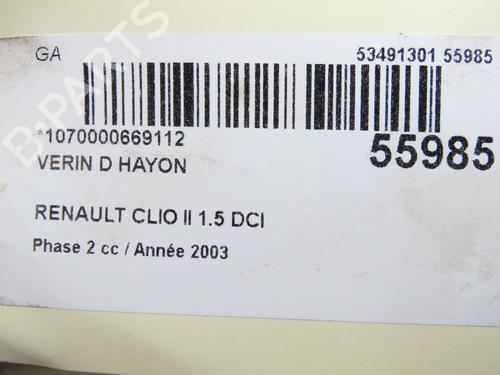 GA 53491301 55985
*1070000669112 55985
VERIN D HAYON
RENAULT CLIO II 1.5 DCI
Phase 2 cc / Année 2003
B-PARTS